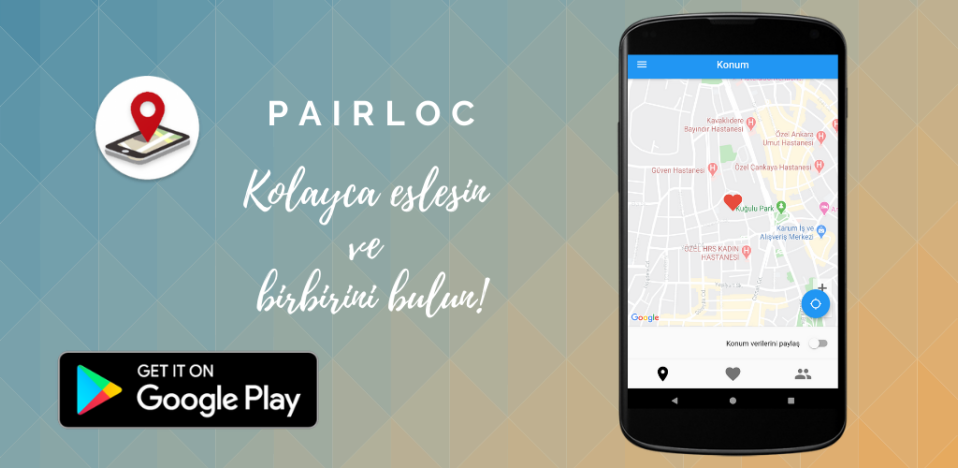 PAIRLOC
Kolayca eslesin
ve
birbirini bulun!
GET IT ON
Google Play
Konum
Kavaklıdere
Bayındır Hastanesi
Özel Ankara
Umut Hastanesi
Güven Hastanesi
Özel Çankaya Hastanesi
Kuğulu Park
Karum İş ve
Alışveriş Merkezi
ÖZEL HRS KADIN
HASTANESİ
Google
Konum verilerini paylaş